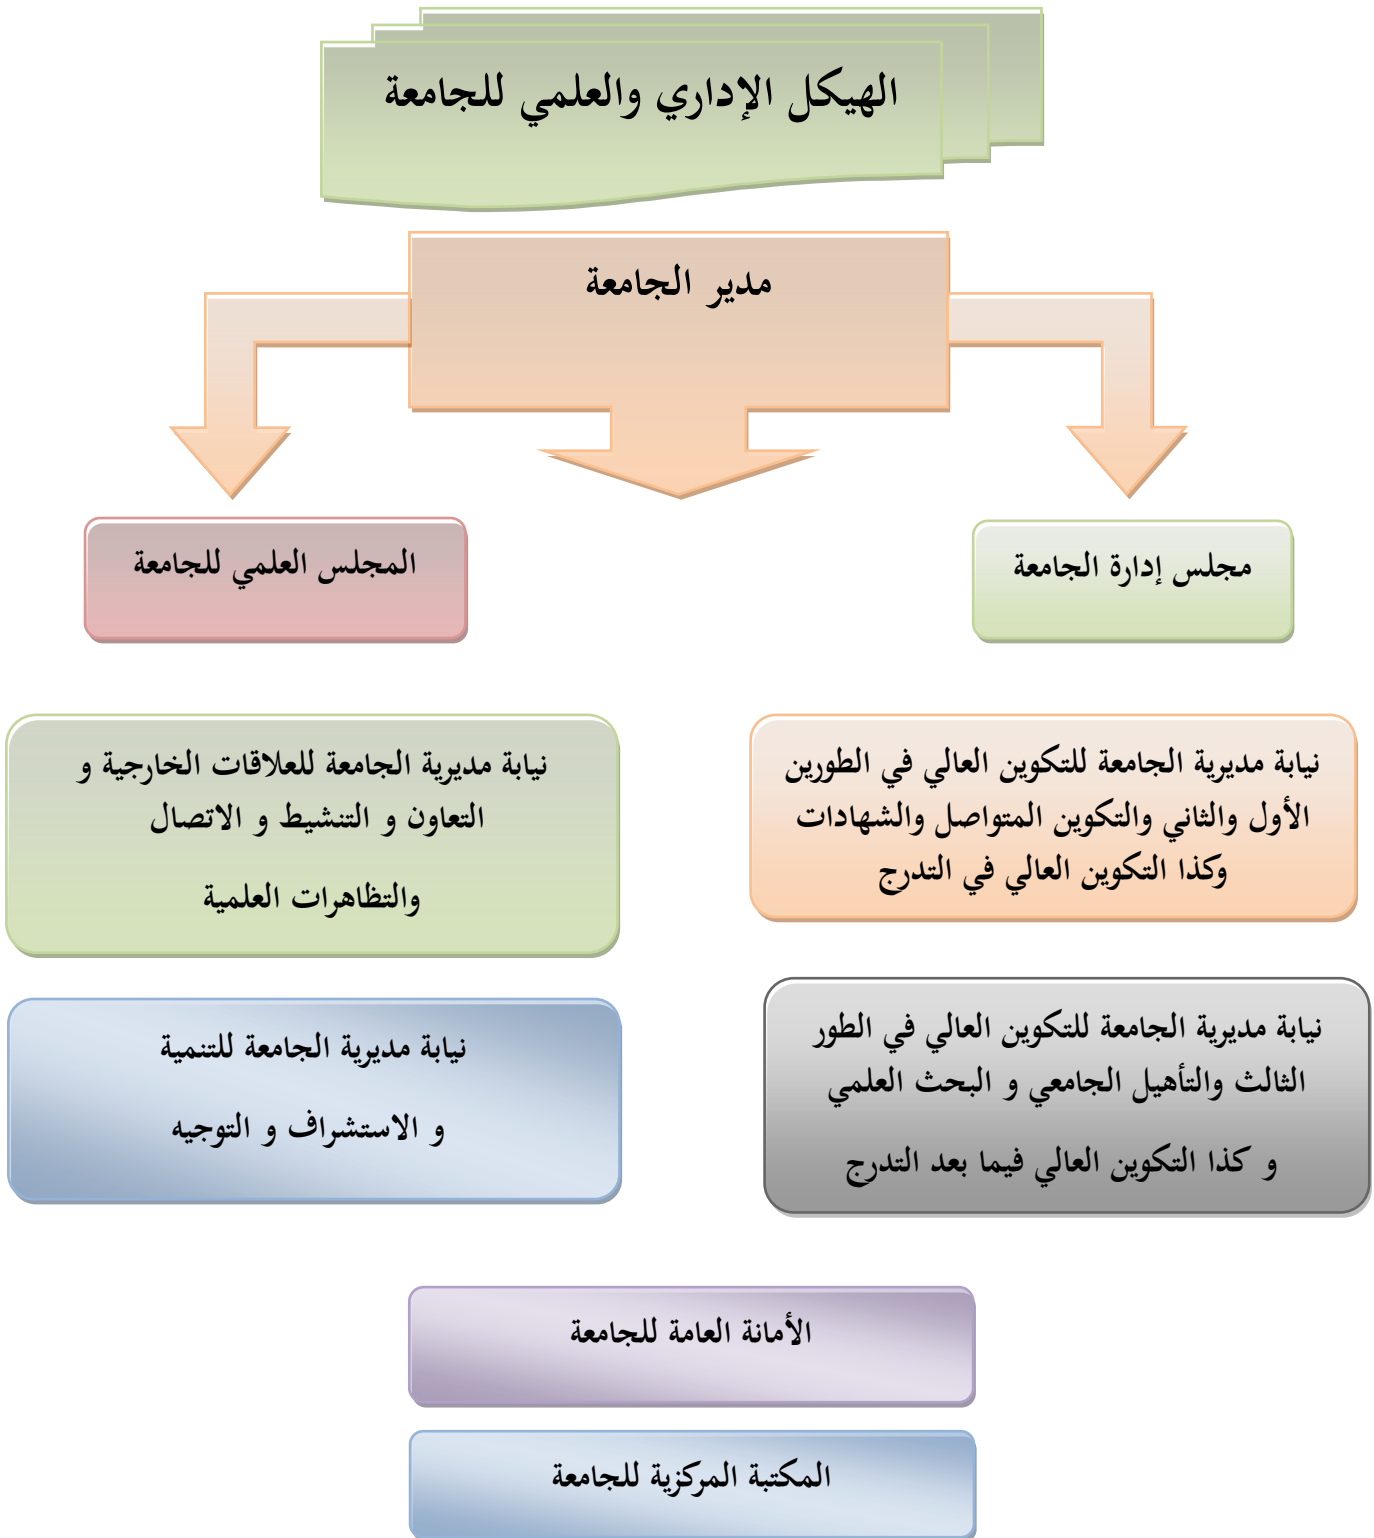 الهيكل الإداري والعلمي للجامعة
مدير الجامعة
مجلس إدارة الجامعة
المجلس العلمي للجامعة
نيابة مديرية الجامعة للتكوين العالي في الطورين
الأول والثاني والتكوين المتواصل والشهادات
وكذا التكوين العالي في التدرج
نيابة مديرية الجامعة للعلاقات الخارجية و
التعاون و التنشيط و الاتصال
والتظاهرات العلمية
نيابة مديرية الجامعة للتكوين العالي في الطور
الثالث والتأهيل الجامعي و البحث العلمي
و كذا التكوين العالي فيما بعد التدرج
نيابة مديرية الجامعة للتنمية
و الاستشراف و التوجيه
الأمانة العامة للجامعة
المكتبة المركزية للجامعة